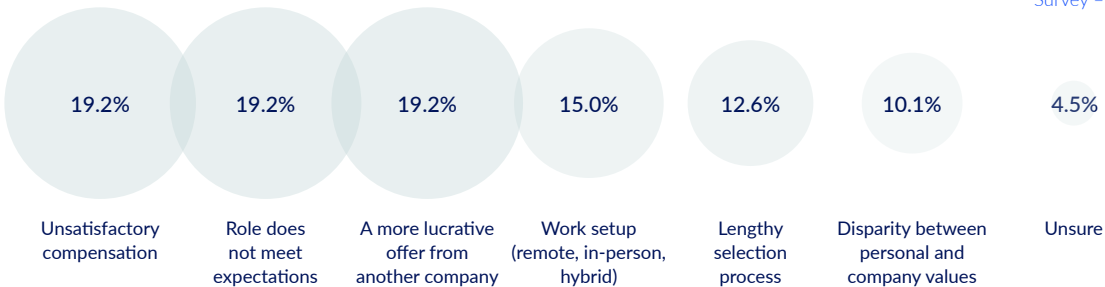 Survey –
19.2%
19.2%
19.2%
15.0%
12.6%
10.1%
4.5%
Unsatisfactory
compensation
Role does
not meet
expectations
A more lucrative
offer from
another company
Work setup
(remote, in-person,
hybrid)
Lengthy
selection
process
Disparity between
personal and
company values
Unsure